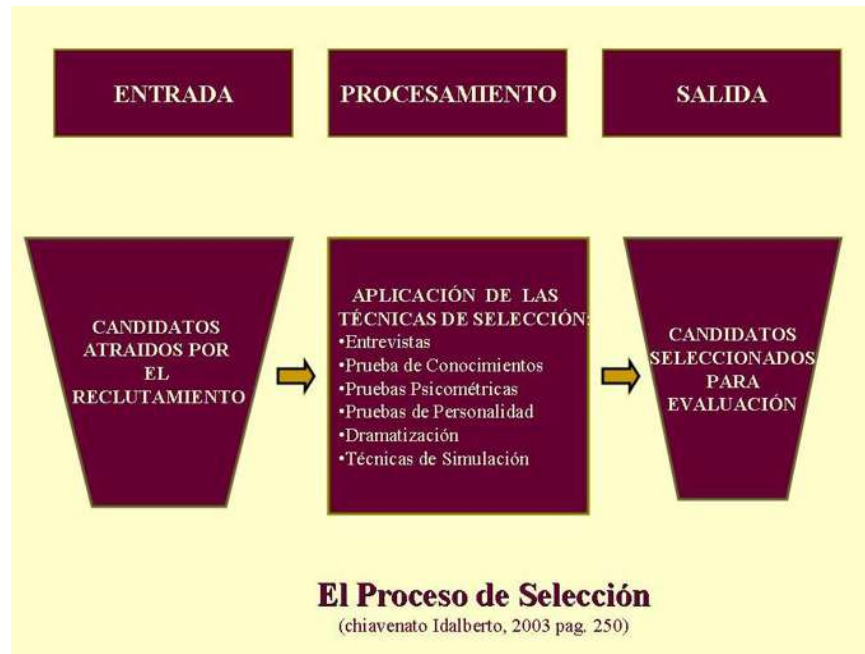 ENTRADA
PROCESAMIENTO
SALIDA
CANDIDATOS
ATRAIDOS POR
EL
RECLUTAMIENTO
APLICACIÓN DE LAS
TÉCNICAS DE SELECCIÓN:
•Entrevistas
•Prueba de Conocimientos
•Pruebas Psicométricas
•Pruebas de Personalidad
•Dramatización
•Técnicas de Simulación
CANDIDATOS
SELECCIONADOS
PARA
EVALUACIÓN
El Proceso de Selección
(chiavenato Idalberto, 2003 pag. 250)